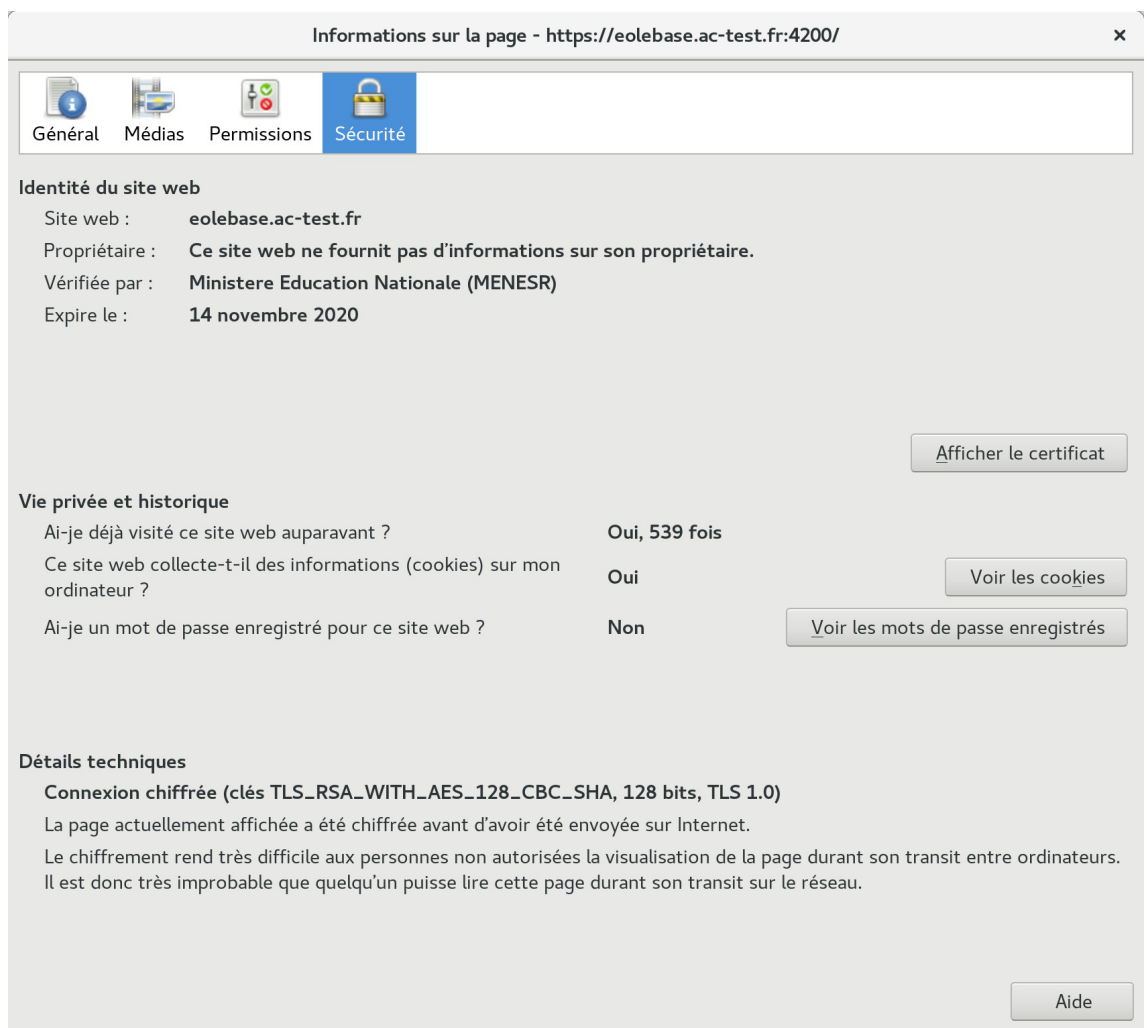 Informations sur la page - https://eolebase.ac-test.fr:4200/ ×
Général Médias Permissions Sécurité
Identité du site web
Site web : eolebase.ac-test.fr
Propriétaire : Ce site web ne fournit pas d'informations sur son propriétaire.
Vérifiée par : Ministere Education Nationale (MENESR)
Expire le : 14 novembre 2020
Afficher le certificat
Vie privée et historique
Ai-je déjà visité ce site web auparavant ? Oui, 539 fois
Ce site web collecte-t-il des informations (cookies) sur mon
ordinateur ? Oui Voir les cookies
Ai-je un mot de passe enregistré pour ce site web ? Non Voir les mots de passe enregistrés
Détails techniques
Connexion chiffrée (clés TLS_RSA_WITH_AES_128_CBC_SHA, 128 bits, TLS 1.0)
La page actuellement affichée a été chiffrée avant d'avoir été envoyée sur Internet.
Le chiffrement rend très difficile aux personnes non autorisées la visualisation de la page durant son transit entre ordinateurs.
Il est donc très improbable que quelqu'un puisse lire cette page durant son transit sur le réseau.
Aide